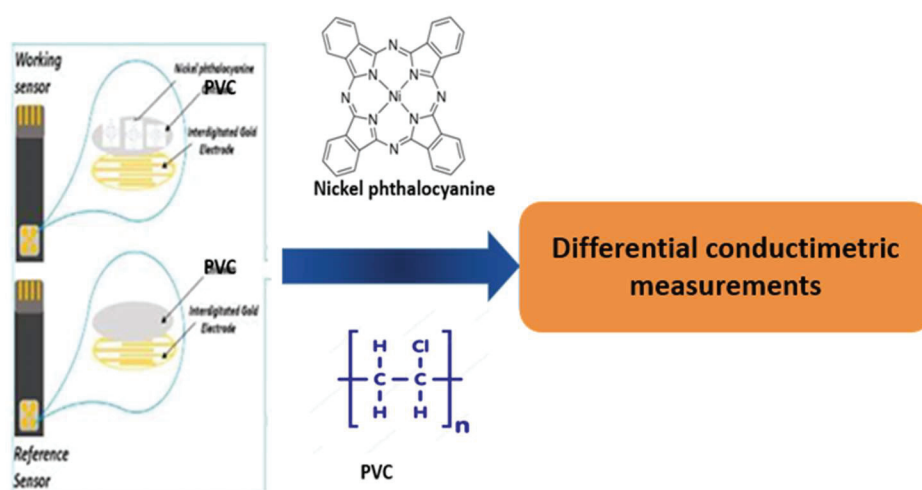 Working
sensor
Nickel phthalocyanine
PVC
Interdigitated Gold
Electrode
PVC
Interdigitated Gold
Electrode
Reference
Sensor
N
N
N
N
Ni
N
N
N
N
Nickel phthalocyanine
H Cl
C C
H H
n
PVC
Differential conductimetric
measurements